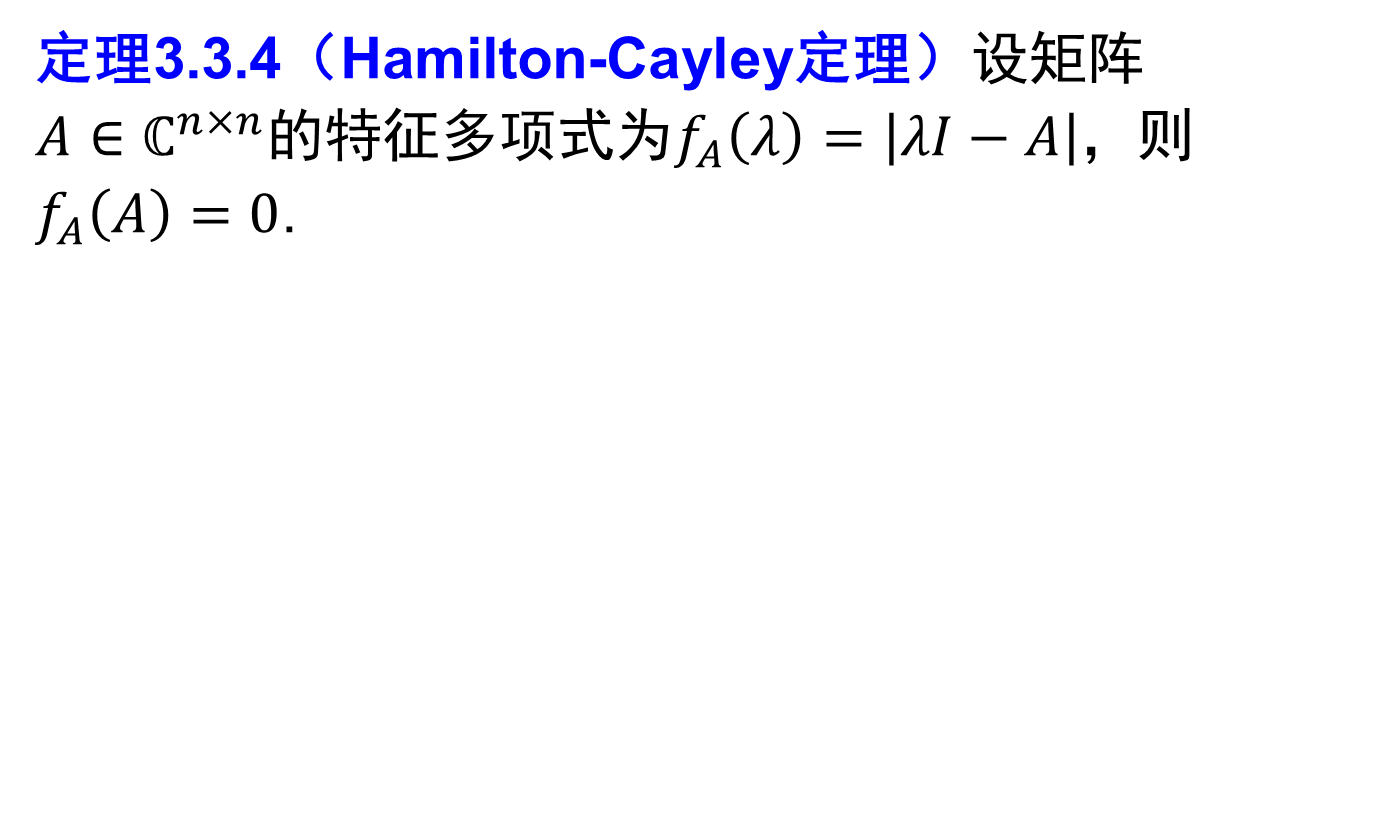 定理3.3.4（Hamilton-Cayley定理）设矩阵
𝐴 ∈ ℂ^{𝑛×𝑛}的特征多项式为𝑓_𝐴(𝜆) = |𝜆𝐼 − 𝐴|，则
𝑓_𝐴(𝐴) = 0.